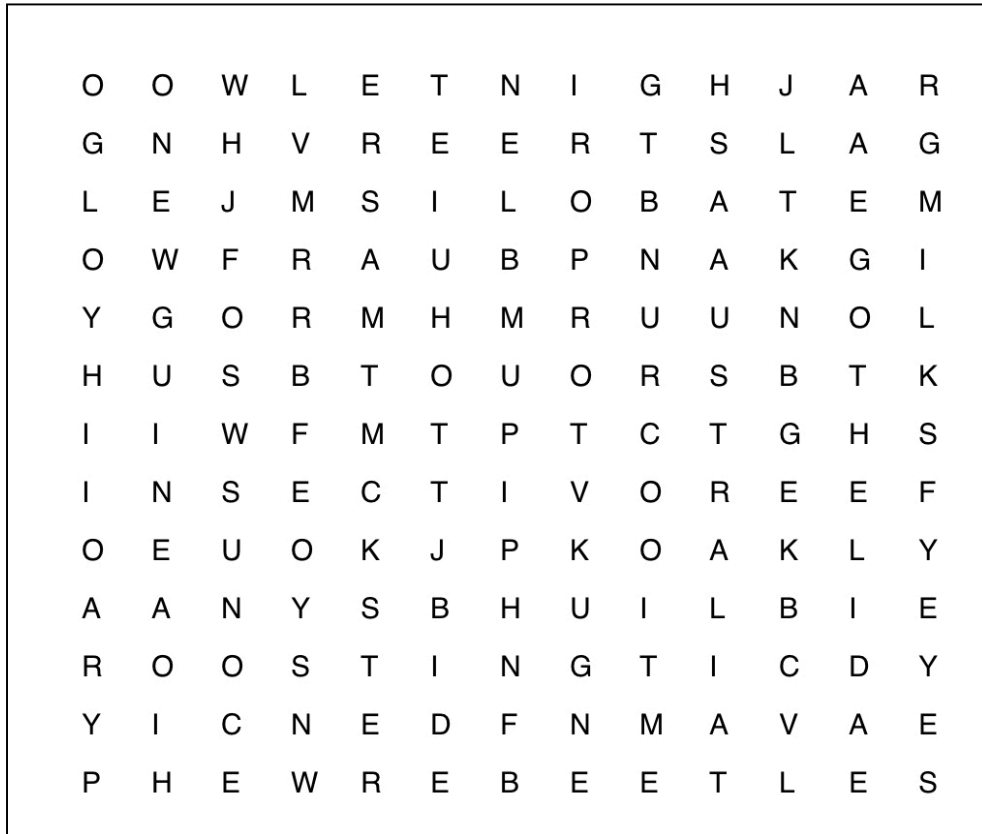 O O W L E T N I G H J A R
G N H V R E E R T S L A G
L E J M S I L O B A T E M
O W F R A U B P N A K G I
Y G O R M H M R U U N O L
H U S B T O U O R S B T K
I I W F M T P T C T G H S
I N S E C T I V O R E E F
O E U O K J P K O A K L Y
A A N Y S B H U I L B I E
R O O S T I N G T I C D Y
Y I C N E D F N M A V A E
P H E W R E B E E T L E S